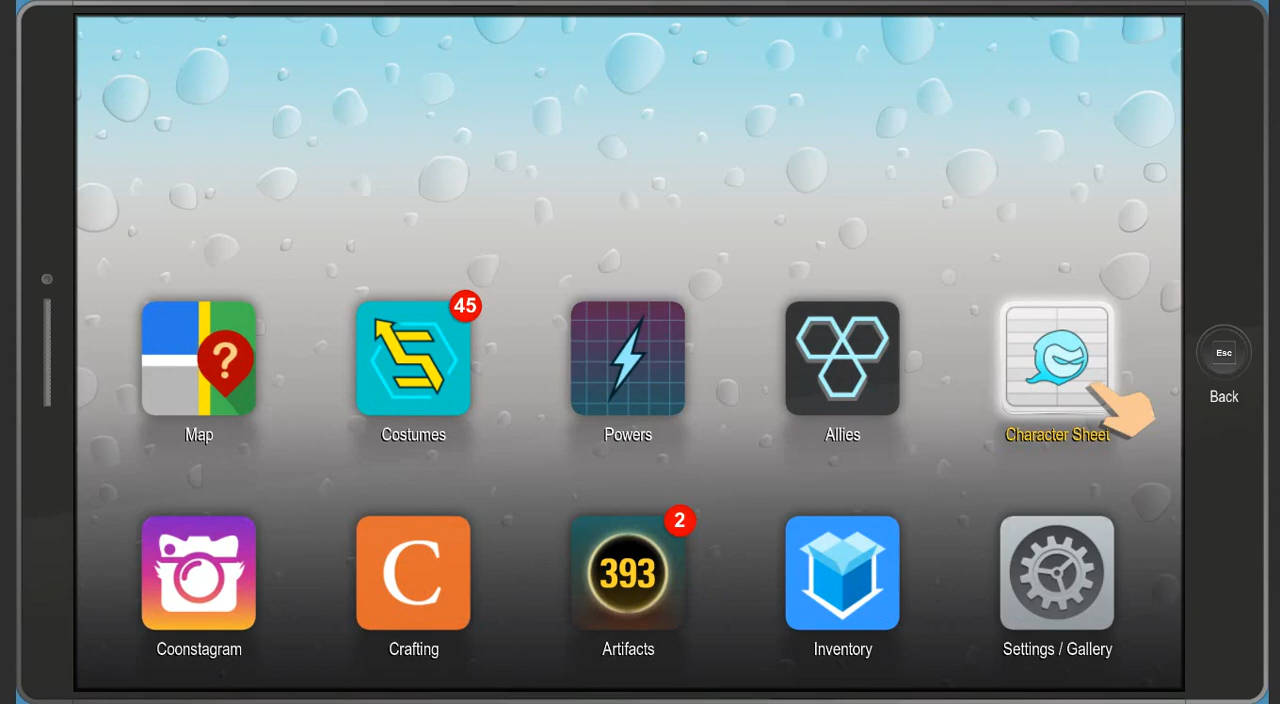 45
?
Map
Costumes
Powers
Allies
Character Sheet
Esc
Back
2
C
393
Coonstagram
Crafting
Artifacts
Inventory
Settings / Gallery